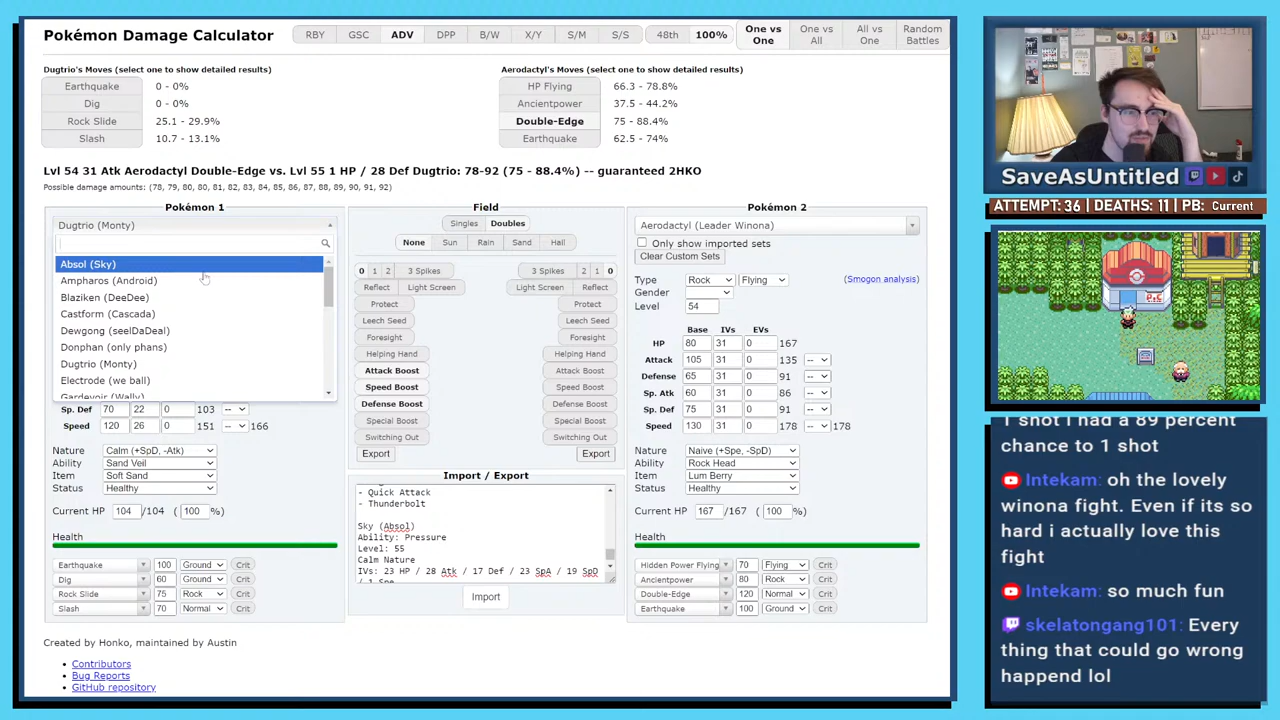 Pokémon Damage Calculator
RBY GSC ADV DPP B/W X/Y S/M S/S 48th 100%
One vs One
One vs All
All vs One
Random Battles
Dugtrio's Moves (select one to show detailed results)
Earthquake 0 - 0%
Dig 0 - 0%
Rock Slide 25.1 - 29.9%
Slash 10.7 - 13.1%
Aerodactyl's Moves (select one to show detailed results)
HP Flying 66.3 - 78.8%
Ancientpower 37.5 - 44.2%
Double-Edge 75 - 88.4%
Earthquake 62.5 - 74%
Lvl 54 31 Atk Aerodactyl Double-Edge vs. Lvl 55 1 HP / 28 Def Dugtrio: 78-92 (75 - 88.4%) -- guaranteed 2HKO
Possible damage amounts: (78, 79, 80, 80, 81, 82, 83, 84, 85, 86, 87, 88, 89, 90, 91, 92)
Pokémon 1
Dugtrio (Monty)
Absol (Sky)
Ampharos (Android)
Blaziken (DeeDee)
Castform (Cascada)
Dewgong (seelDaDeal)
Donphan (only phans)
Dugtrio (Monty)
Electrode (we ball)
Gardevoir (Wally)
Sp. Def 70 22 0 103 --
Speed 120 26 0 151 -- 166
Nature Calm (+SpD, -Atk)
Ability Sand Veil
Item Soft Sand
Status Healthy
Current HP 104 /104 ( 100 %)
Health
Earthquake 100 Ground Crit
Dig 60 Ground Crit
Rock Slide 75 Rock Crit
Slash 70 Normal Crit
Field
Singles Doubles
None Sun Rain Sand Hail
0 1 2 3 Spikes 3 Spikes 2 1 0
Reflect Light Screen Light Screen Reflect
Protect Protect
Leech Seed Leech Seed
Foresight Foresight
Helping Hand Helping Hand
Attack Boost Attack Boost
Speed Boost Speed Boost
Defense Boost Defense Boost
Special Boost Special Boost
Switching Out Switching Out
Export Export
Import / Export
- Quick Attack
- Thunderbolt
Sky (Absol)
Ability: Pressure
Level: 55
Calm Nature
IVs: 23 HP / 28 Atk / 17 Def / 23 SpA / 19 SpD
/ 1 Spe
Import
Pokémon 2
Aerodactyl (Leader Winona)
Only show imported sets
Clear Custom Sets
Type Rock Flying (Smogon analysis)
Gender
Level 54
Base IVs EVs
HP 80 31 0 167
Attack 105 31 0 135 --
Defense 65 31 0 91 --
Sp. Atk 60 31 0 86 --
Sp. Def 75 31 0 91 --
Speed 130 31 0 178 -- 178
Nature Naive (+Spe, -SpD)
Ability Rock Head
Item Lum Berry
Status Healthy
Current HP 167 /167 ( 100 %)
Health
Hidden Power Flying 70 Flying Crit
Ancientpower 80 Rock Crit
Double-Edge 120 Normal Crit
Earthquake 100 Ground Crit
Created by Honko, maintained by Austin
Contributors
Bug Reports
GitHub repository
SaveAsUntitled
ATTEMPT: 36 | DEATHS: 11 | PB: Current
P.C
1 shot I had a 89 percent
chance to 1 shot
Intekam: oh the lovely
winona fight. Even if its so
hard i actually love this
fight
Intekam: so much fun
skelatongang101: Every
thing that could go wrong
happend lol